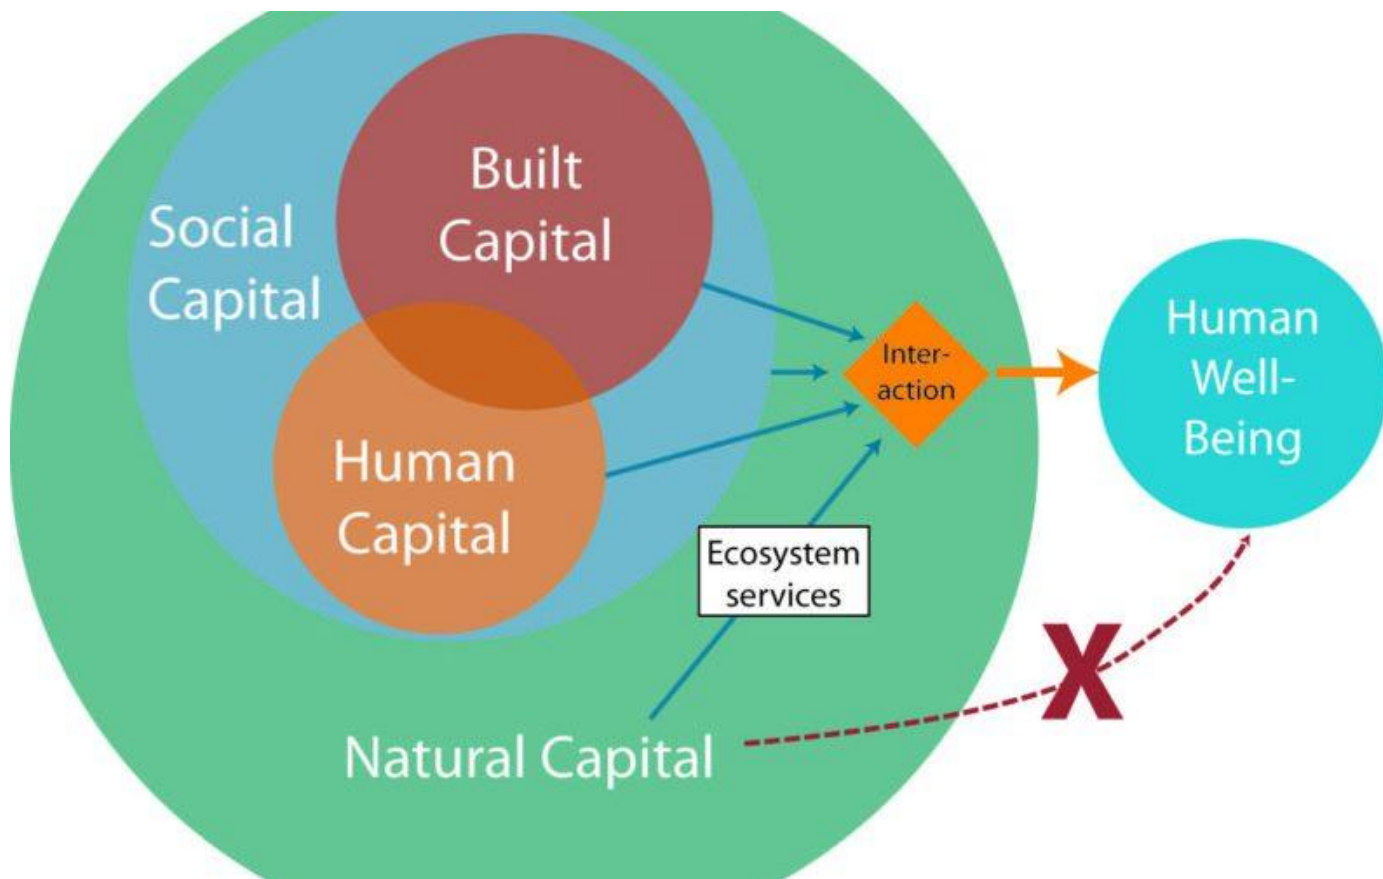 Built
Capital
Social
Capital
Human
Capital
Inter-
action
Human
Well-
Being
Ecosystem
services
X
Natural Capital